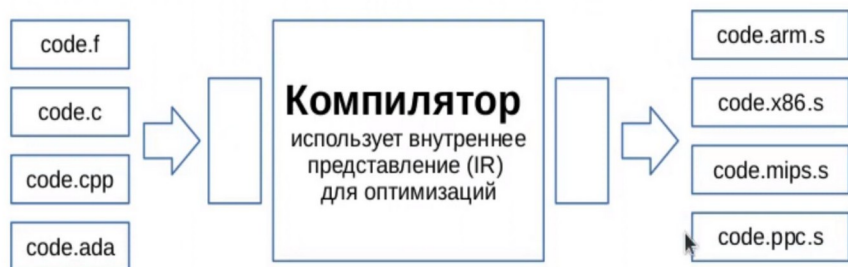 code.f
code.c
code.cpp
code.ada
Компилятор
использует внутреннее
представление (IR)
для оптимизаций
code.arm.s
code.x86.s
code.mips.s
code.ppc.s